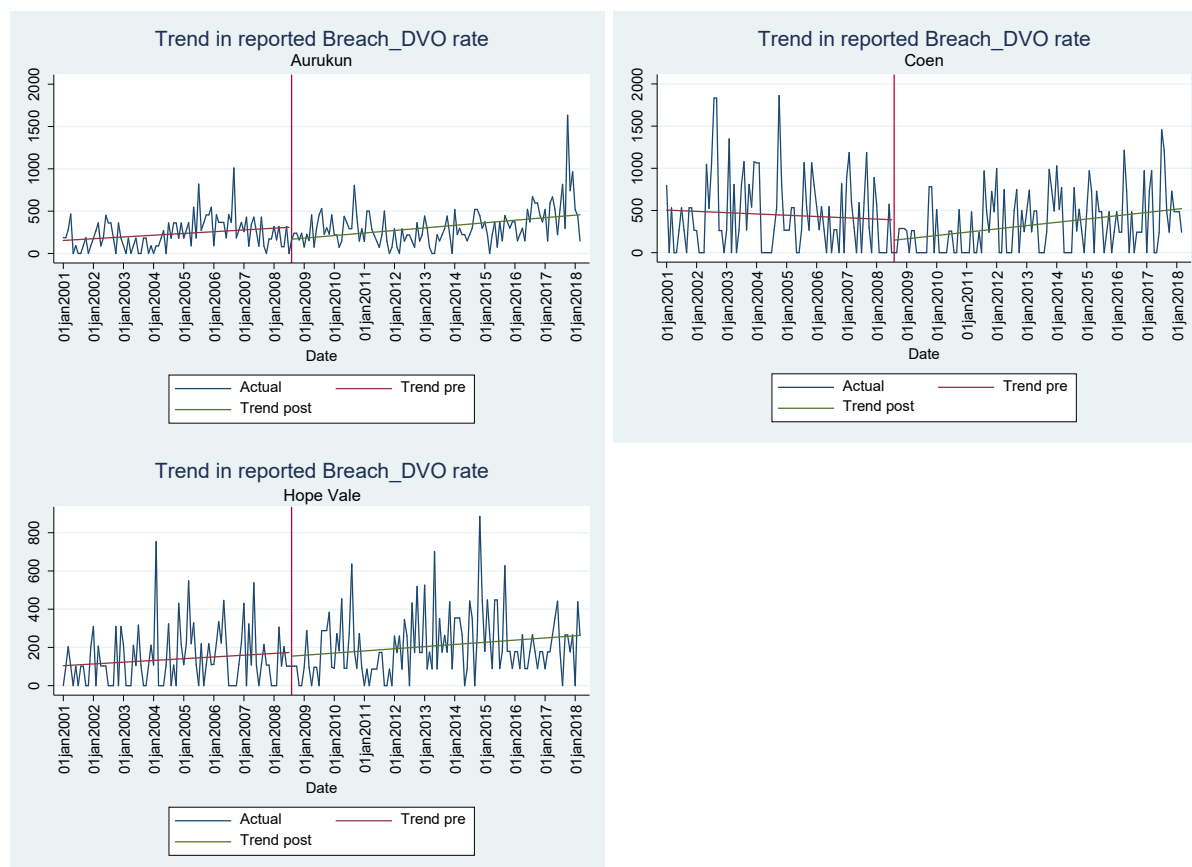 Trend in reported Breach_DVO rate
Aurukun
2000
1500
1000
500
0
01jan2001
01jan2002
01jan2003
01jan2004
01jan2005
01jan2006
01jan2007
01jan2008
01jan2009
01jan2010
01jan2011
01jan2012
01jan2013
01jan2014
01jan2015
01jan2016
01jan2017
01jan2018
Date
Actual Trend pre
Trend post
Trend in reported Breach_DVO rate
Coen
2000
1500
1000
500
0
01jan2001
01jan2002
01jan2003
01jan2004
01jan2005
01jan2006
01jan2007
01jan2008
01jan2009
01jan2010
01jan2011
01jan2012
01jan2013
01jan2014
01jan2015
01jan2016
01jan2017
01jan2018
Date
Actual Trend pre
Trend post
Trend in reported Breach_DVO rate
Hope Vale
800
600
400
200
0
01jan2001
01jan2002
01jan2003
01jan2004
01jan2005
01jan2006
01jan2007
01jan2008
01jan2009
01jan2010
01jan2011
01jan2012
01jan2013
01jan2014
01jan2015
01jan2016
01jan2017
01jan2018
Date
Actual Trend pre
Trend post